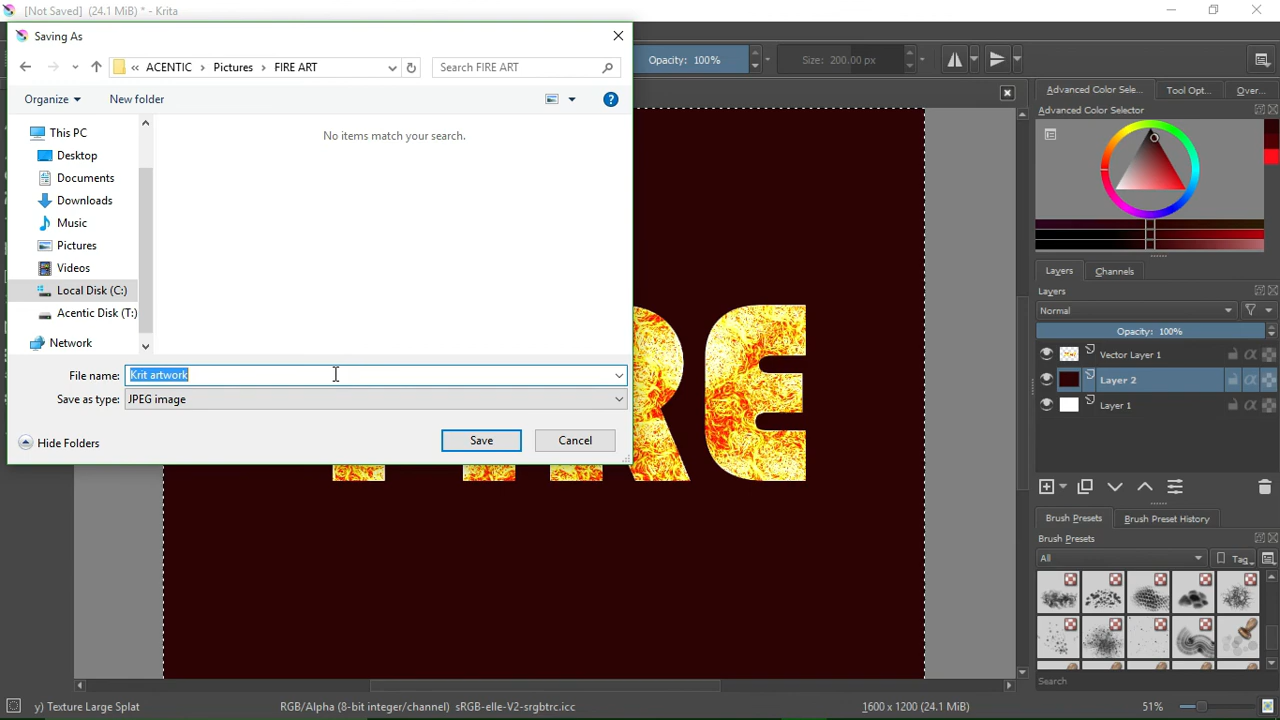 [Not Saved] (24.1 MiB) * - Krita
Saving As
Opacity: 100%
Size: 200.00 px
« ACENTIC > Pictures > FIRE ART
Search FIRE ART
Organize
New folder
No items match your search.
This PC
Desktop
Documents
Downloads
Music
Pictures
Videos
Local Disk (C:)
Acentic Disk (T:)
Network
File name: Krit artwork
Save as type: JPEG image
Hide Folders
Save
Cancel
FIRE
Advanced Color Sele...
Tool Opt...
Over...
Advanced Color Selector
Layers
Channels
Layers
Normal
Opacity: 100%
Vector Layer 1
Layer 2
Layer 1
Brush Presets
Brush Preset History
Brush Presets
All
Tag
Search
y) Texture Large Splat
RGB/Alpha (8-bit integer/channel) sRGB-elle-V2-srgbtrc.icc
1600 x 1200 (24.1 MiB)
51%